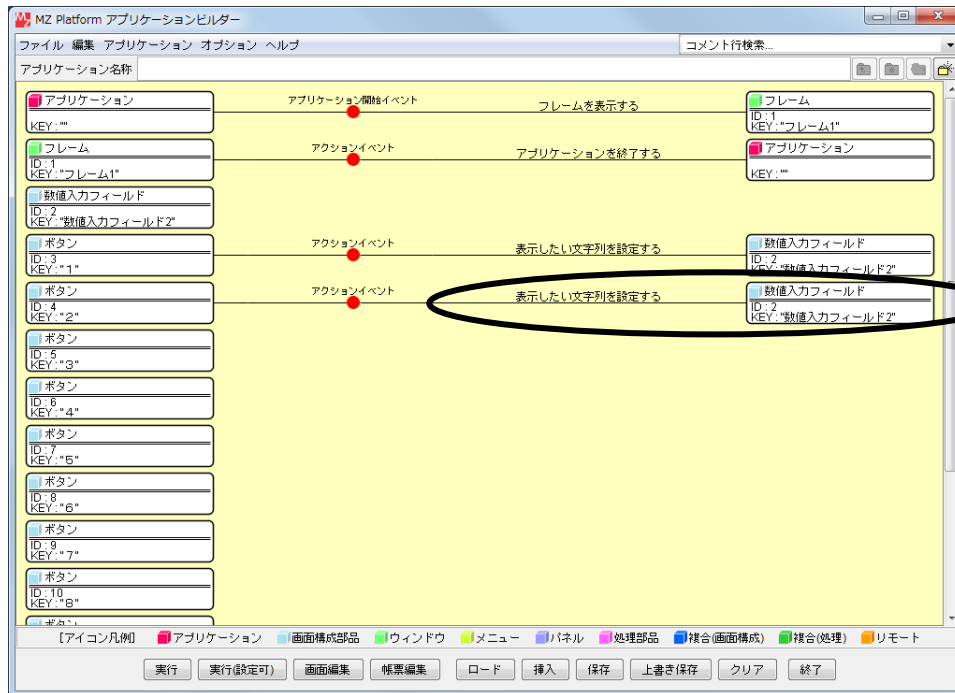 MZ Platform アプリケーションビルダー
ファイル 編集 アプリケーション オプション ヘルプ
コメント行検索...
アプリケーション名称
アプリケーション
KEY:""
アプリケーション開始イベント
フレームを表示する
フレーム
ID:1
KEY:"フレーム1"
フレーム
ID:1
KEY:"フレーム1"
アクションイベント
アプリケーションを終了する
アプリケーション
KEY:""
数値入力フィールド
ID:2
KEY:"数値入力フィールド2"
ボタン
ID:3
KEY:"1"
アクションイベント
表示したい文字列を設定する
数値入力フィールド
ID:2
KEY:"数値入力フィールド2"
ボタン
ID:4
KEY:"2"
アクションイベント
表示したい文字列を設定する
数値入力フィールド
ID:2
KEY:"数値入力フィールド2"
ボタン
ID:5
KEY:"3"
ボタン
ID:6
KEY:"4"
ボタン
ID:7
KEY:"5"
ボタン
ID:8
KEY:"6"
ボタン
ID:9
KEY:"7"
ボタン
ID:10
KEY:"8"
ボタン
[アイコン凡例] アプリケーション 画面構成部品 ウィンドウ メニュー パネル 処理部品 複合(画面構成) 複合(処理) リモート
実行 実行(設定可) 画面編集 帳票編集 ロード 挿入 保存 上書き保存 クリア 終了